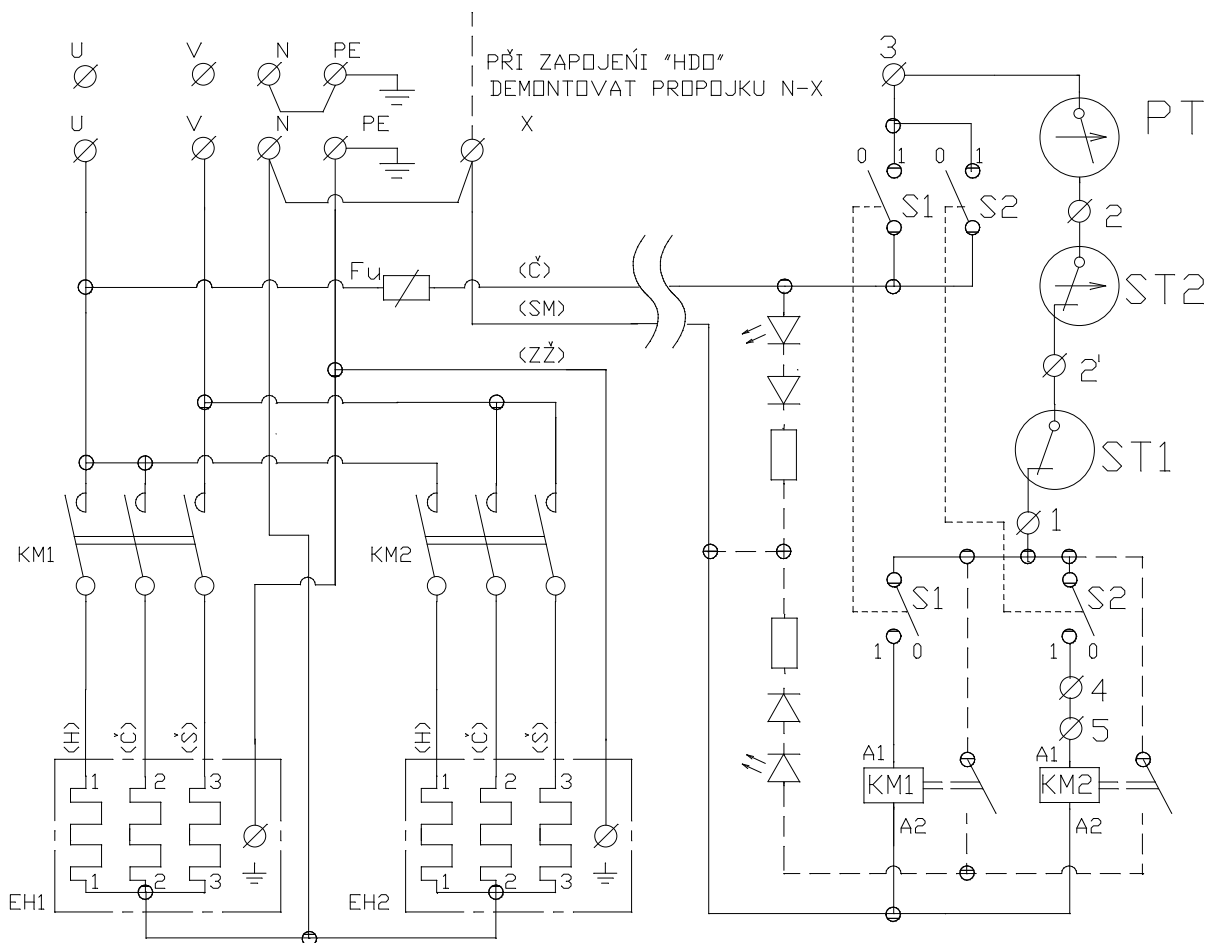 U V N PE
PŘI ZAPOJEŃÍ "HDO"
DEMONTOVAT PROPOJKU N-X
U V N PE X
3
PT
0 1 0 1
S1 S2
2
Fu
(Č)
(SM)
(ZŽ)
ST2
2'
ST1
1
KM1
KM2
S1 S2
1 0 1 0
4
5
(H) (Č) (Š)
(H) (Č) (Š)
A1 A1
KM1 KM2
A2 A2
1 2 3
1 2 3
1 2 3
1 2 3
EH1
EH2